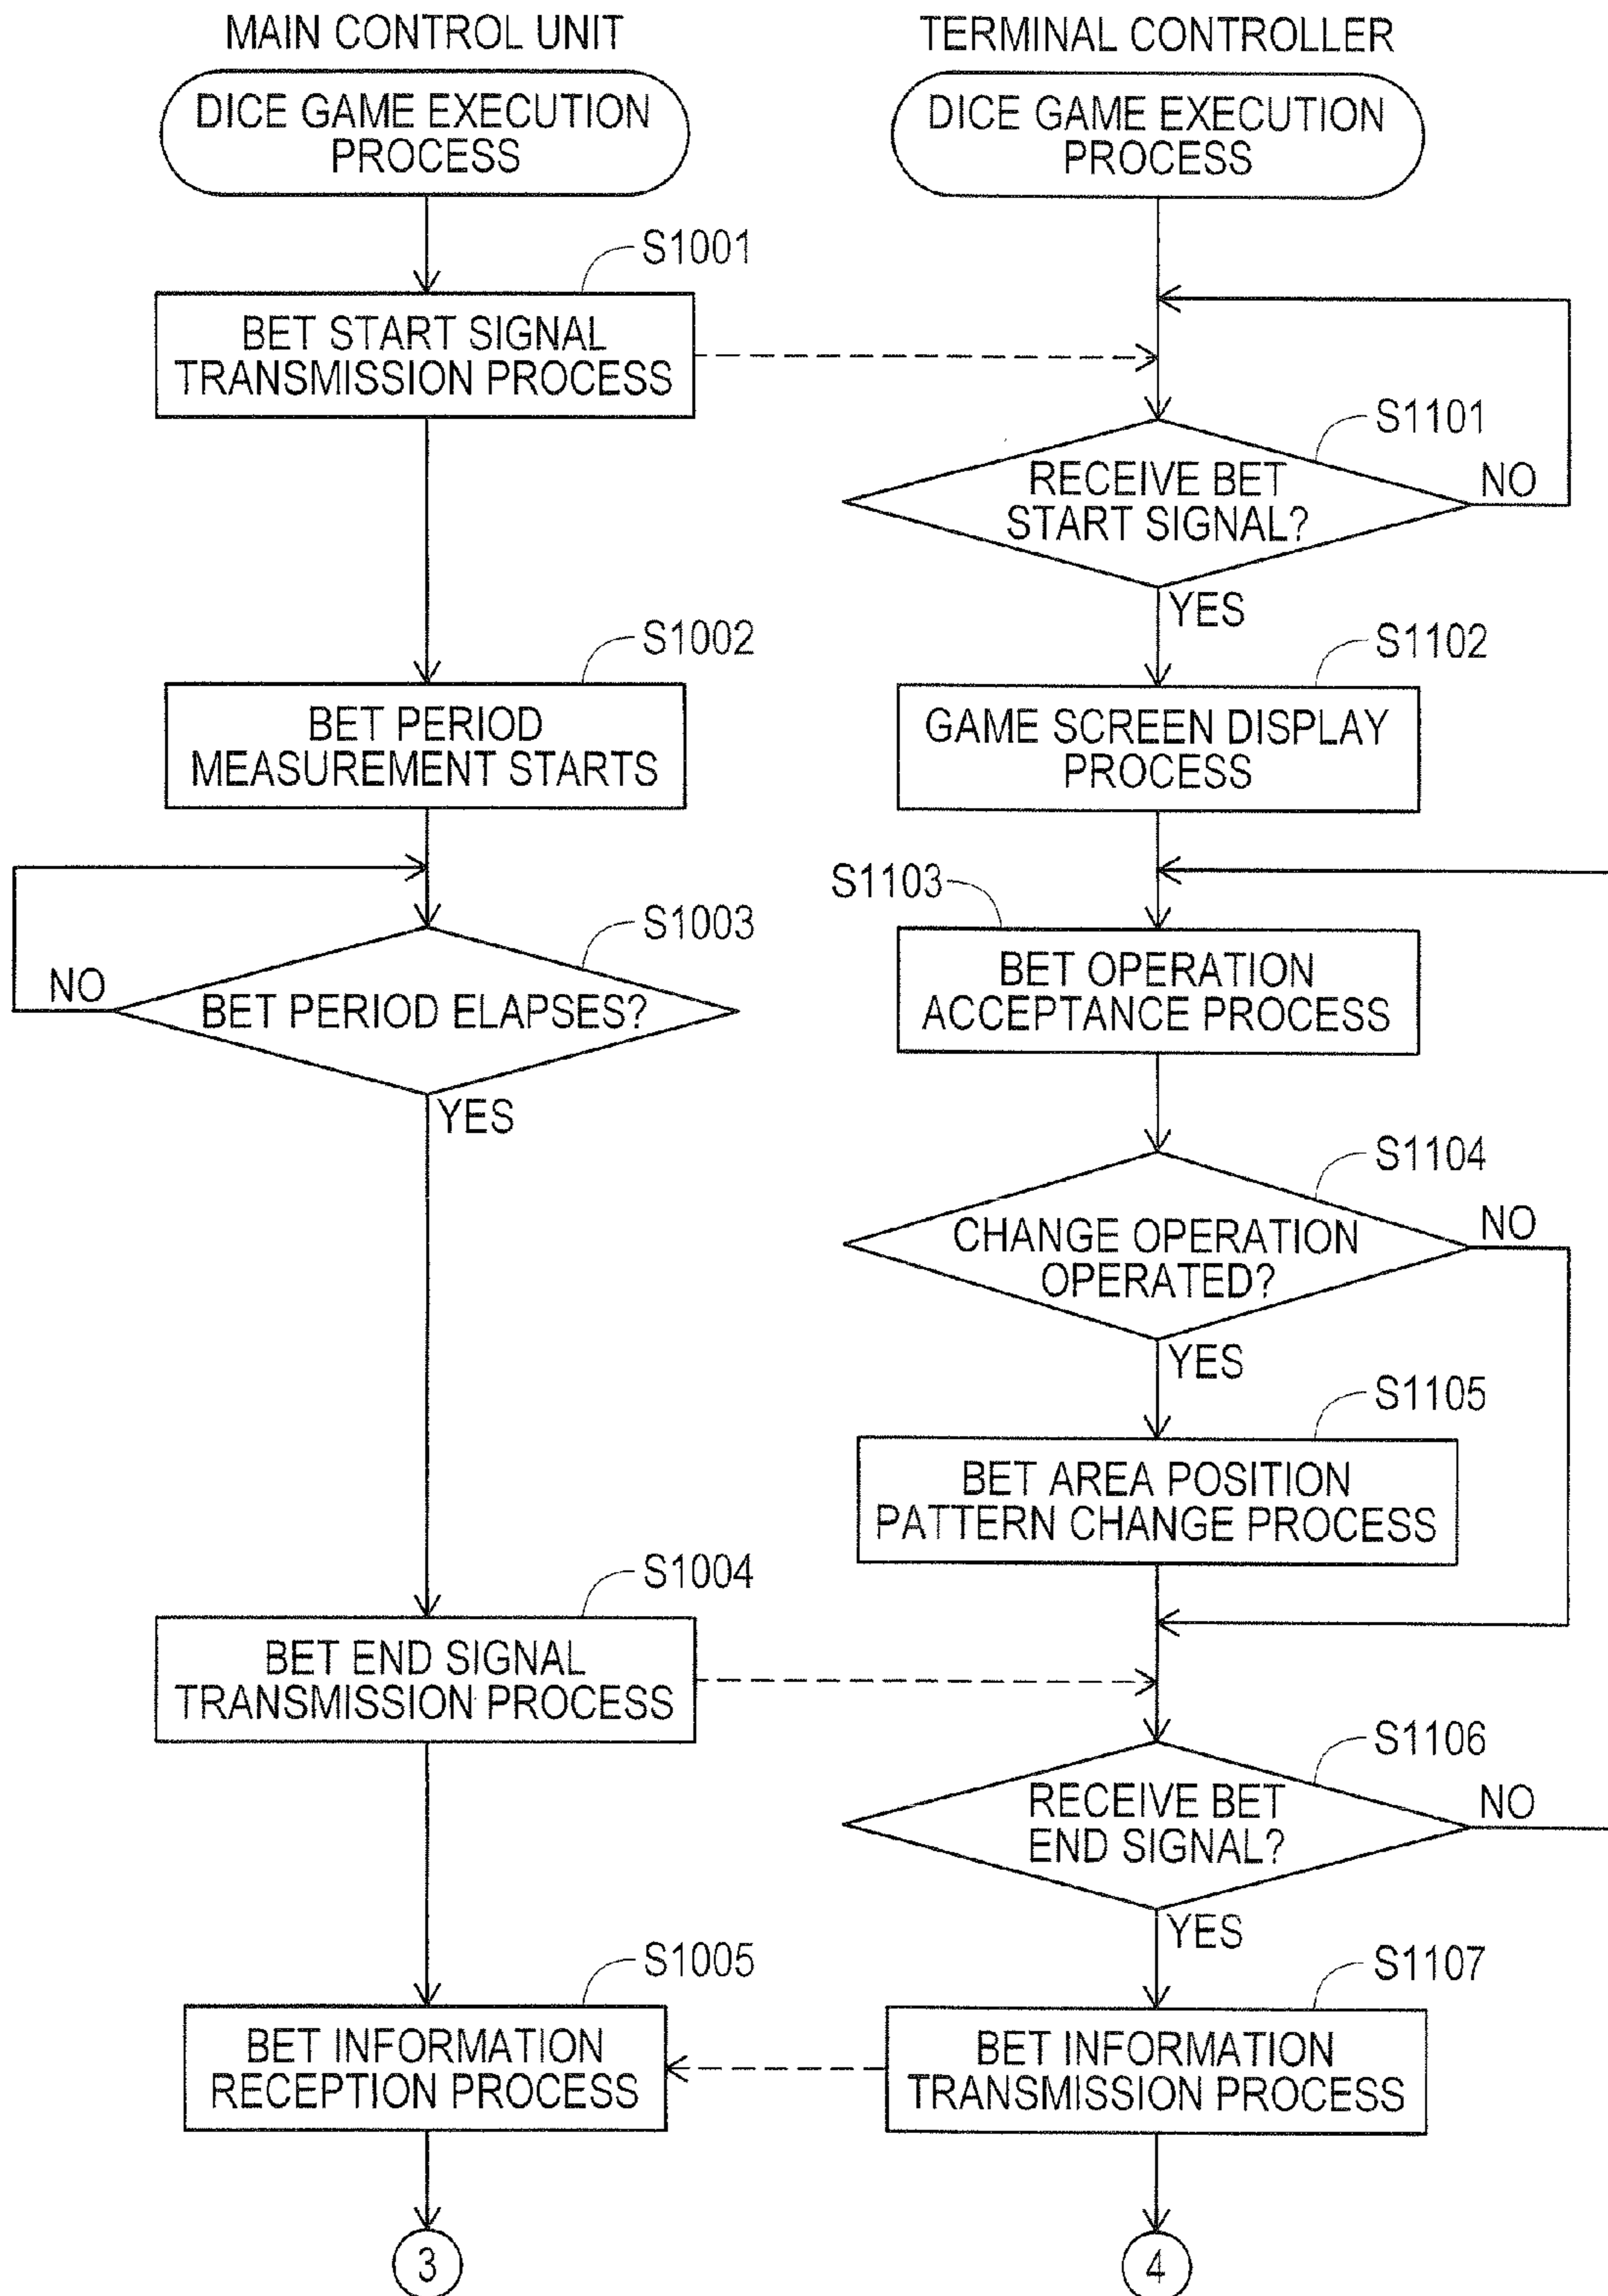 MAIN CONTROL UNIT
DICE GAME EXECUTION
PROCESS
S1001
BET START SIGNAL
TRANSMISSION PROCESS
S1002
BET PERIOD
MEASUREMENT STARTS
S1003
NO
BET PERIOD ELAPSES?
YES
S1004
BET END SIGNAL
TRANSMISSION PROCESS
S1005
BET INFORMATION
RECEPTION PROCESS
3
TERMINAL CONTROLLER
DICE GAME EXECUTION
PROCESS
S1101
RECEIVE BET
START SIGNAL?
NO
YES
S1102
GAME SCREEN DISPLAY
PROCESS
S1103
BET OPERATION
ACCEPTANCE PROCESS
S1104
CHANGE OPERATION
OPERATED?
NO
YES
S1105
BET AREA POSITION
PATTERN CHANGE PROCESS
S1106
RECEIVE BET
END SIGNAL?
NO
YES
S1107
BET INFORMATION
TRANSMISSION PROCESS
4